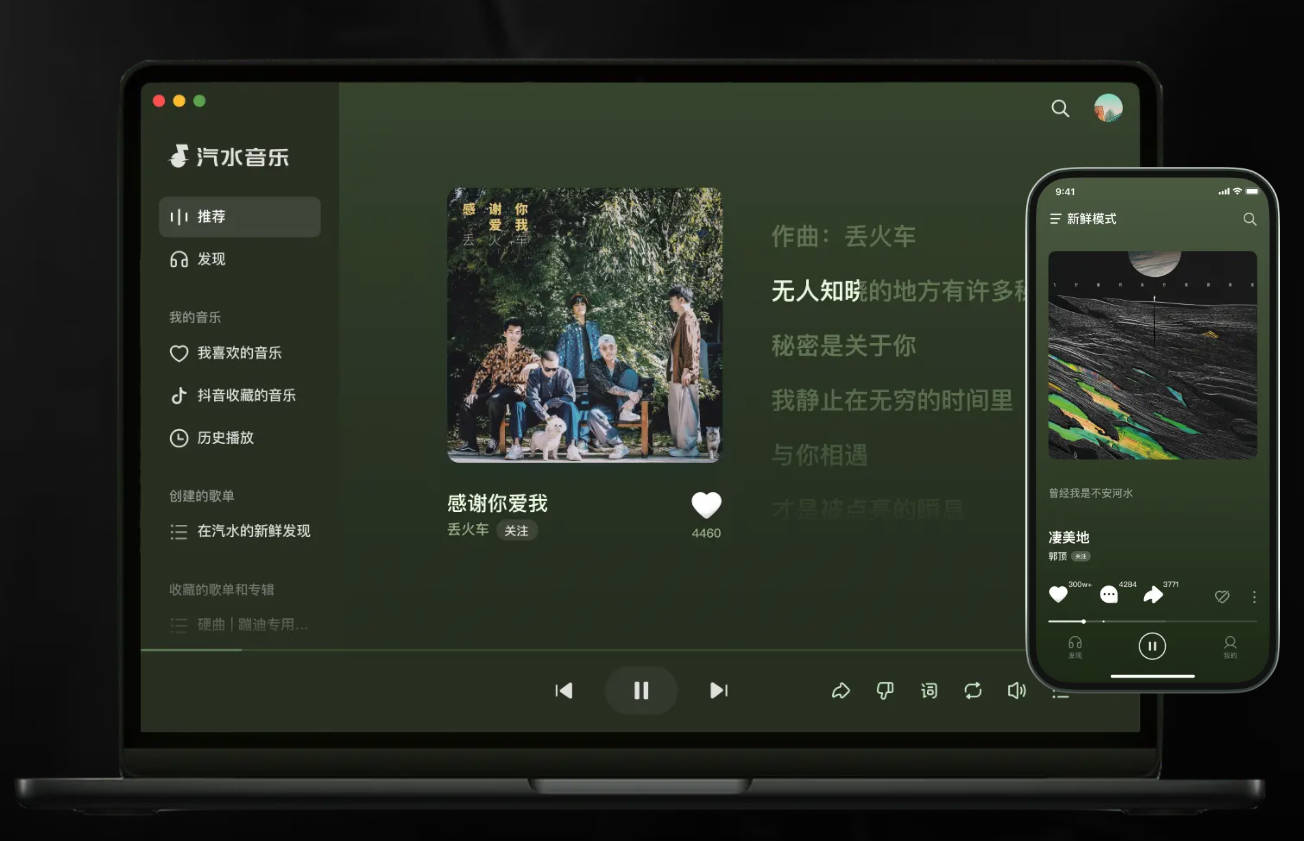 汽水音乐
推荐
发现
我的音乐
我喜欢的音乐
抖音收藏的音乐
历史播放
创建的歌单
在汽水的新鲜发现
收藏的歌单和专辑
硬曲 | 蹦迪专用...
感 谢 你
爱 我
丢 火 车
感谢你爱我
丢火车 关注
4460
作曲：丢火车
无人知晓的地方有许多秘
秘密是关于你
我静止在无穷的时间里
与你相遇
才是被点亮的瞬息
词
9:41
新鲜模式
曾经我是不安河水
凄美地
郭顶 关注
300w+ 4284 3771
发现
我的